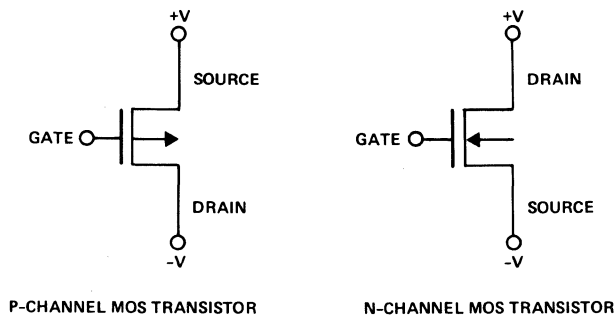 +V
SOURCE
GATE
DRAIN
-V
P-CHANNEL MOS TRANSISTOR
+V
DRAIN
GATE
SOURCE
-V
N-CHANNEL MOS TRANSISTOR